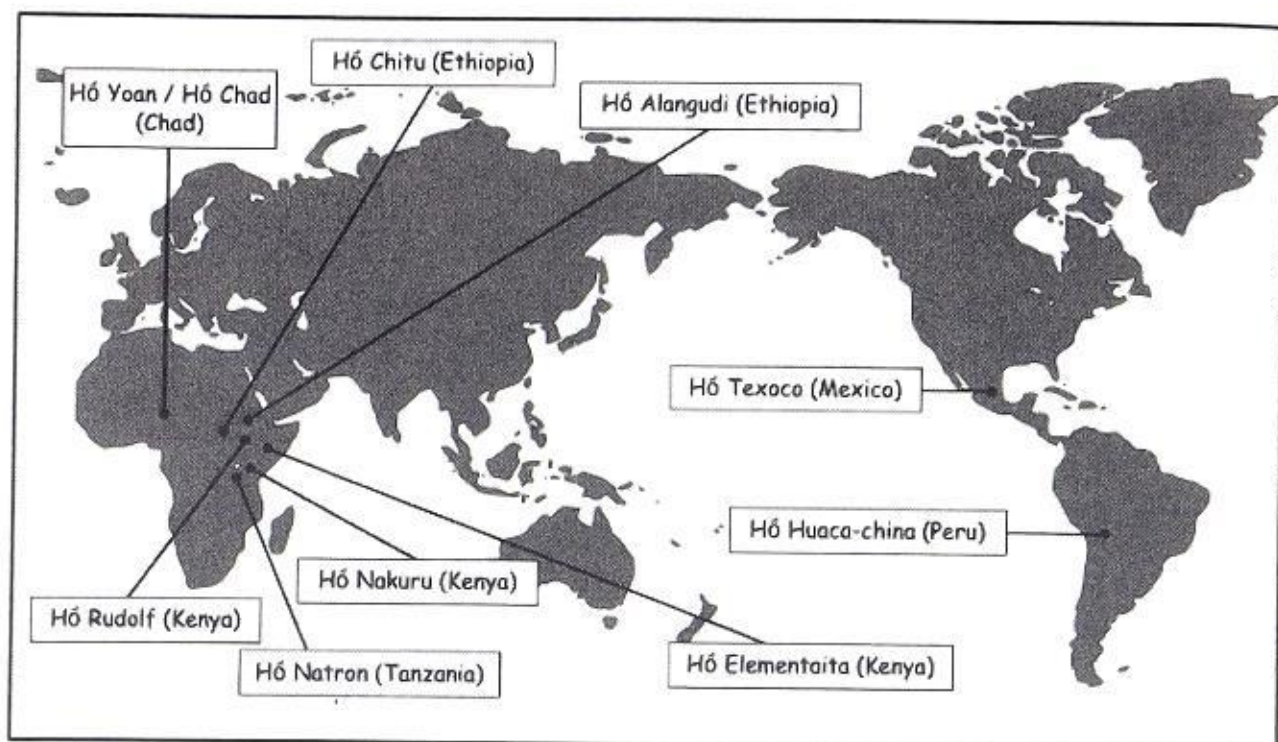 Hồ Chitu (Ethiopia)
Hồ Yoan / Hồ Chad
(Chad)
Hồ Alangudi (Ethiopia)
Hồ Texoco (Mexico)
Hồ Huaca-china (Peru)
Hồ Nakuru (Kenya)
Hồ Rudolf (Kenya)
Hồ Natron (Tanzania)
Hồ Elementaita (Kenya)